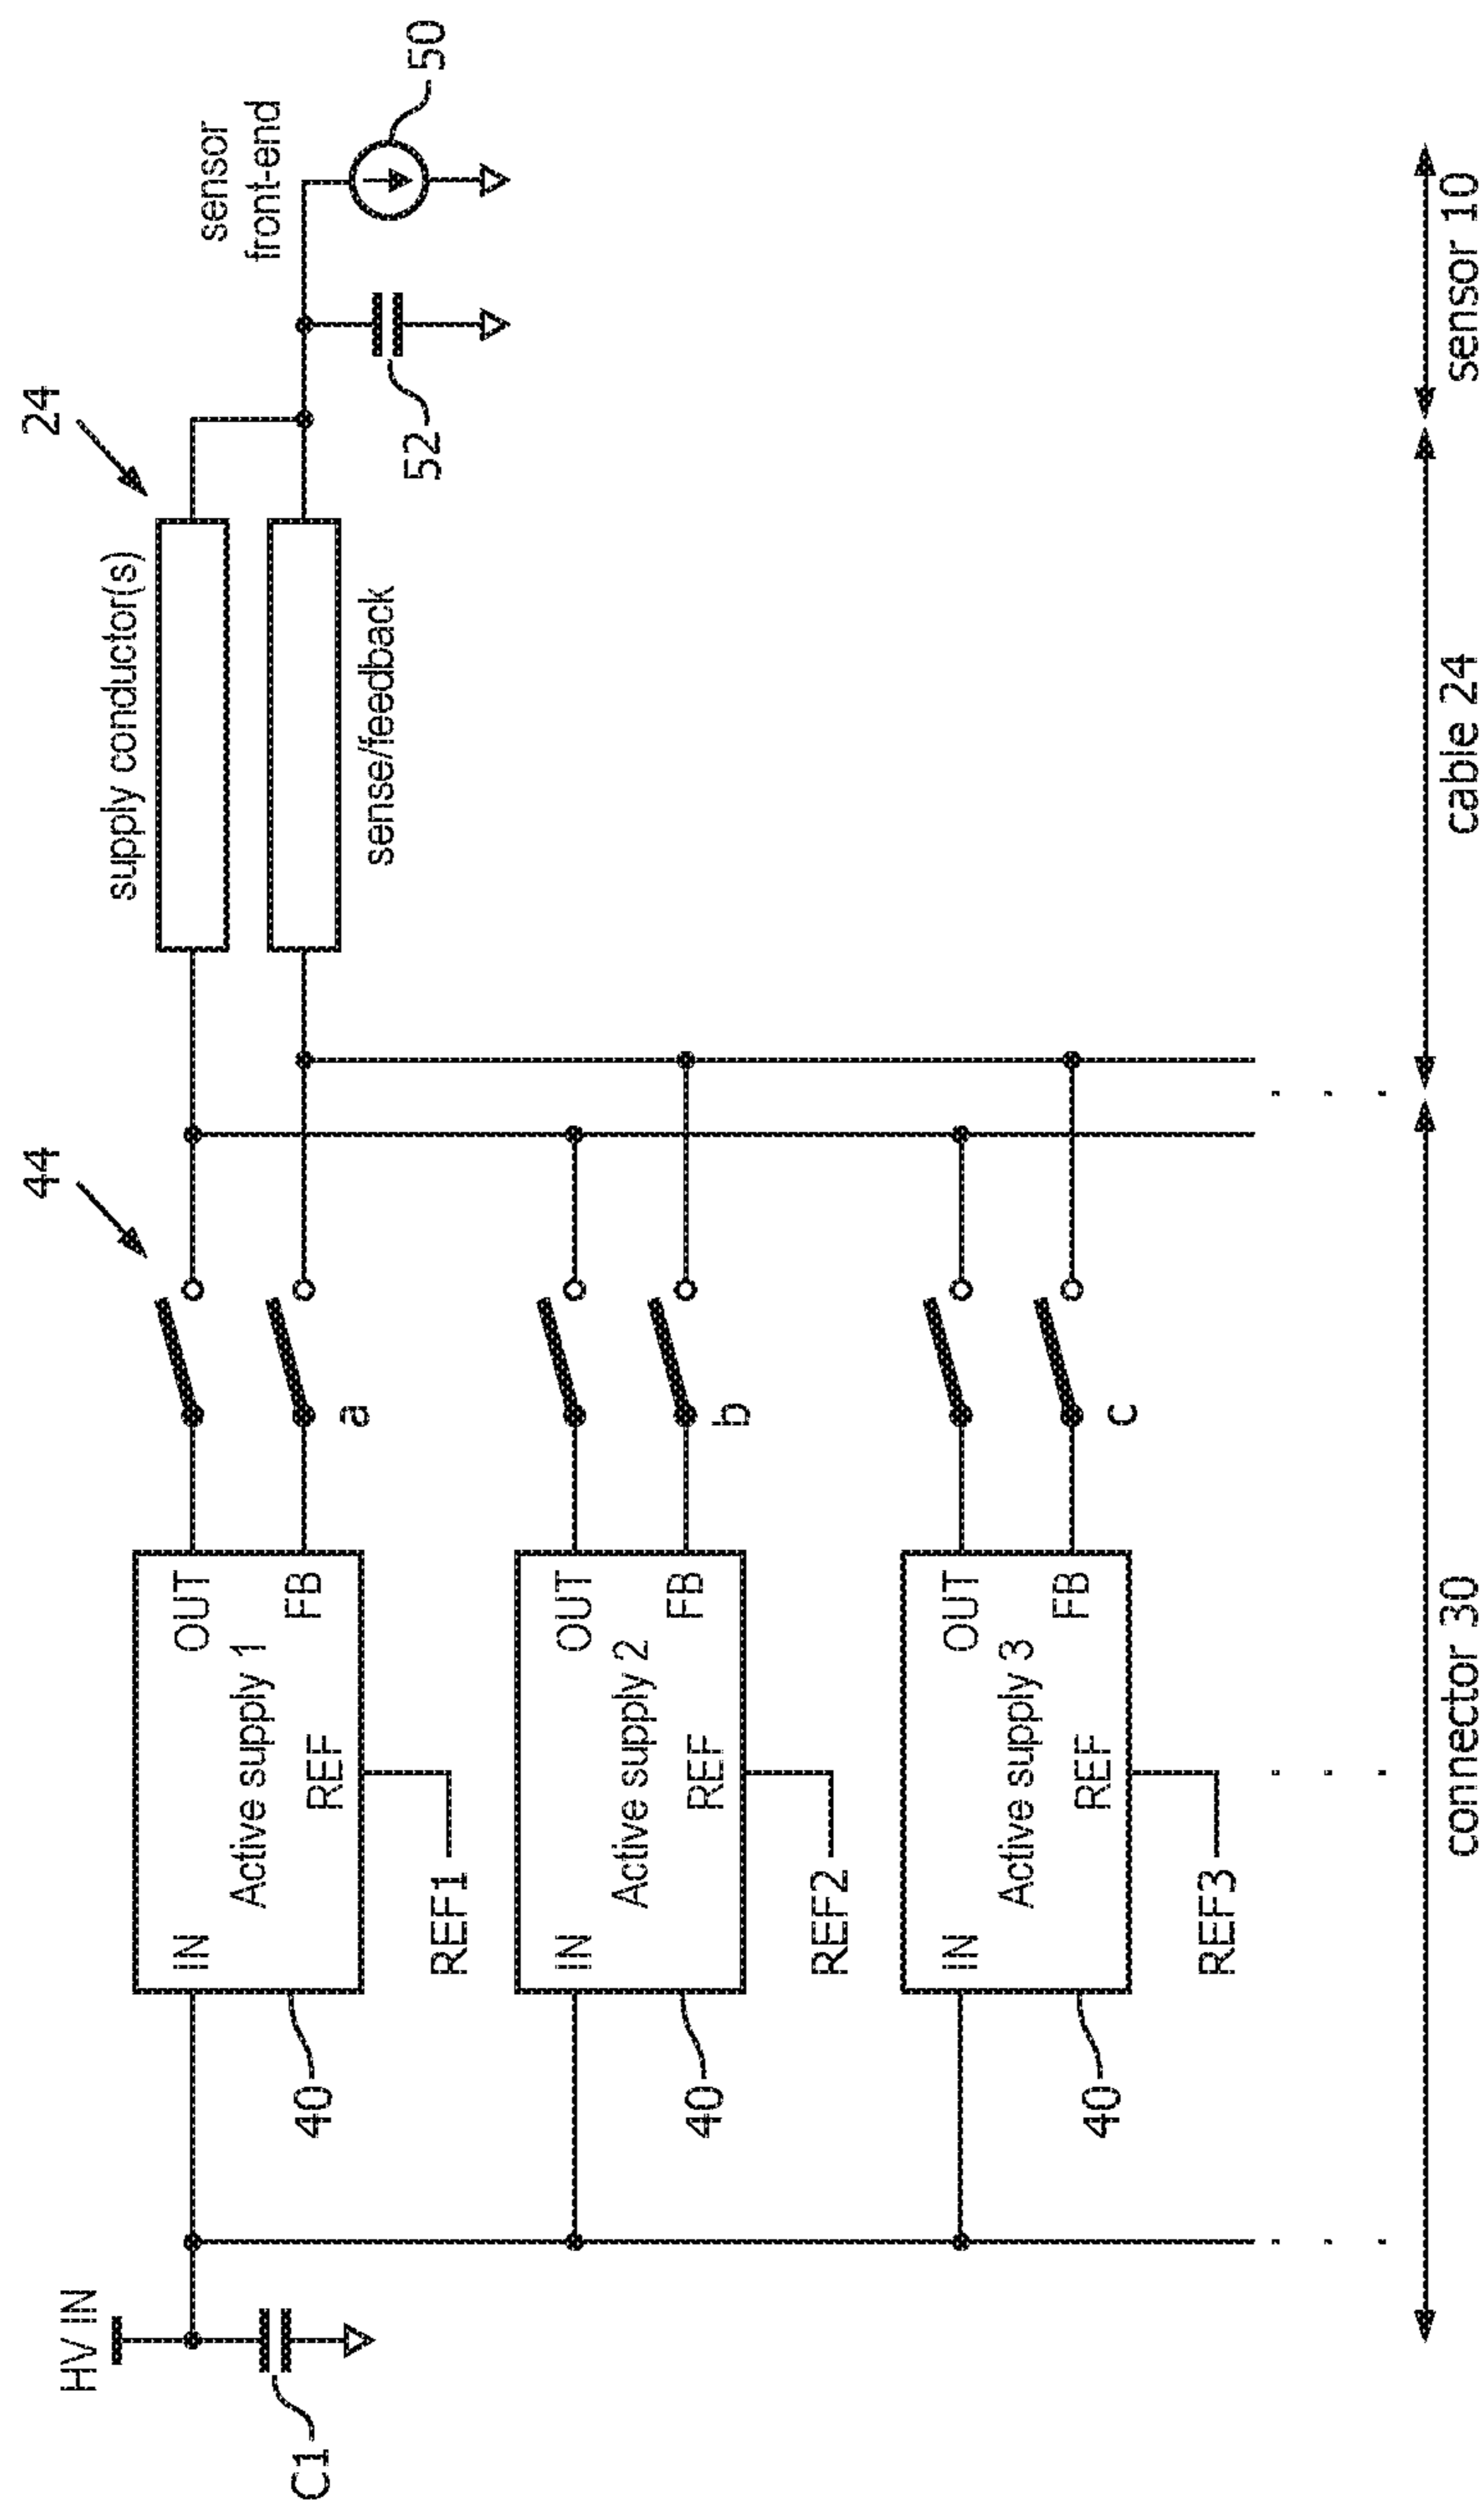 HV IN
C1
IN
OUT
Active supply 1
REF
FB
40
REF1
44
a
supply conductor(s)
24
sense/feedback
sensor
front-end
50
52
IN
OUT
Active supply 2
REF
FB
40
REF2
b
IN
OUT
Active supply 3
REF
FB
40
REF3
c
connector 30
cable 24
sensor 10